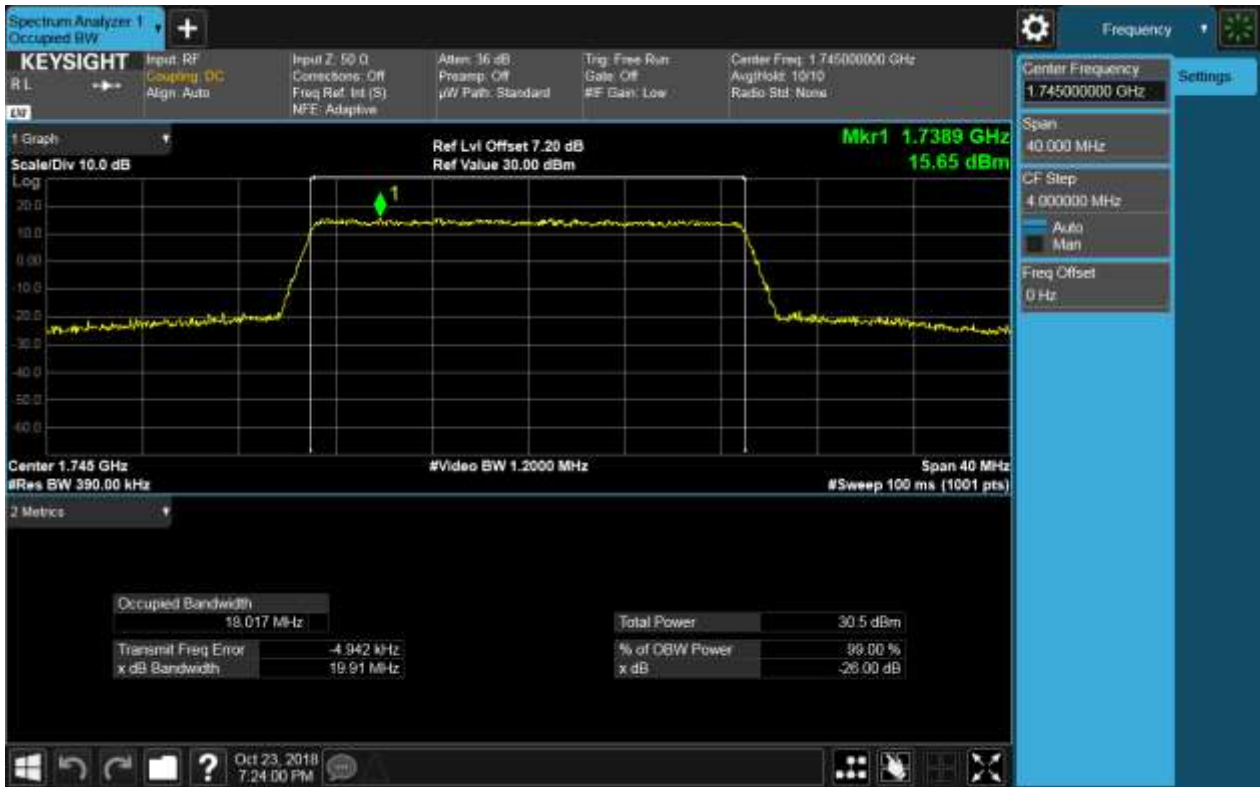 Spectrum Analyzer 1
Occupied BW
+
Frequency
KEYSIGHT
R L
Input: RF
Coupling: DC
Align: Auto
Input Z: 50 Ω
Corrections: Off
Freq Ref: Int (S)
NFE: Adaptive
Atten: 36 dB
Preamp: Off
µW Path: Standard
Trig: Free Run
Gate: Off
#IF Gain: Low
Center Freq: 1.745000000 GHz
Avg|Hold: 10/10
Radio Std: None
Center Frequency
1.745000000 GHz
Settings
Span
40.000 MHz
CF Step
4.000000 MHz
Auto
Man
Freq Offset
0 Hz
1 Graph
Scale/Div 10.0 dB
Ref Lvl Offset 7.20 dB
Ref Value 30.00 dBm
Mkr1 1.7389 GHz
15.65 dBm
Log
20.0
10.0
0.00
-10.0
-20.0
-30.0
-40.0
-50.0
-60.0
1
Center 1.745 GHz
#Video BW 1.2000 MHz
Span 40 MHz
#Res BW 390.00 kHz
#Sweep 100 ms (1001 pts)
2 Metrics
Occupied Bandwidth
18.017 MHz
Total Power 30.5 dBm
Transmit Freq Error -4.942 kHz
% of OBW Power 99.00 %
x dB Bandwidth 19.91 MHz
x dB -26.00 dB
?
Oct 23, 2018
7:24:00 PM